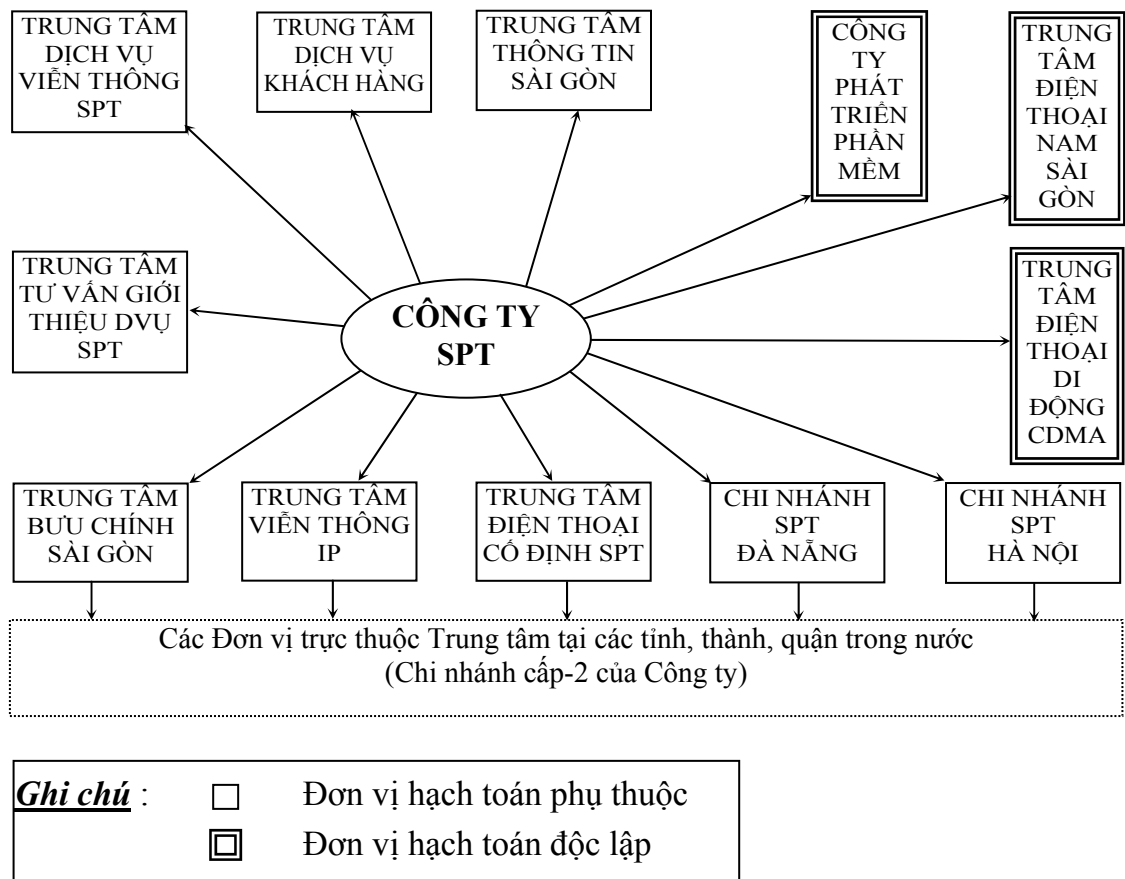 TRUNG TÂM
DỊCH VỤ
VIỄN THÔNG
SPT
TRUNG TÂM
DỊCH VỤ
KHÁCH HÀNG
TRUNG TÂM
THÔNG TIN
SÀI GÒN
CÔNG
TY
PHÁT
TRIỂN
PHẦN
MỀM
TRUNG
TÂM
ĐIỆN
THOẠI
NAM
SÀI
GÒN
TRUNG TÂM
TƯ VẤN GIỚI
THIỆU DVỤ
SPT
CÔNG TY
SPT
TRUNG
TÂM
ĐIỆN
THOẠI
DI
ĐỘNG
CDMA
TRUNG TÂM
BƯU CHÍNH
SÀI GÒN
TRUNG TÂM
VIỄN THÔNG
IP
TRUNG TÂM
ĐIỆN THOẠI
CỐ ĐỊNH SPT
CHI NHÁNH
SPT
ĐÀ NẴNG
CHI NHÁNH
SPT
HÀ NỘI
Các Đơn vị trực thuộc Trung tâm tại các tỉnh, thành, quận trong nước
(Chi nhánh cấp-2 của Công ty)
Ghi chú : Đơn vị hạch toán phụ thuộc
Đơn vị hạch toán độc lập